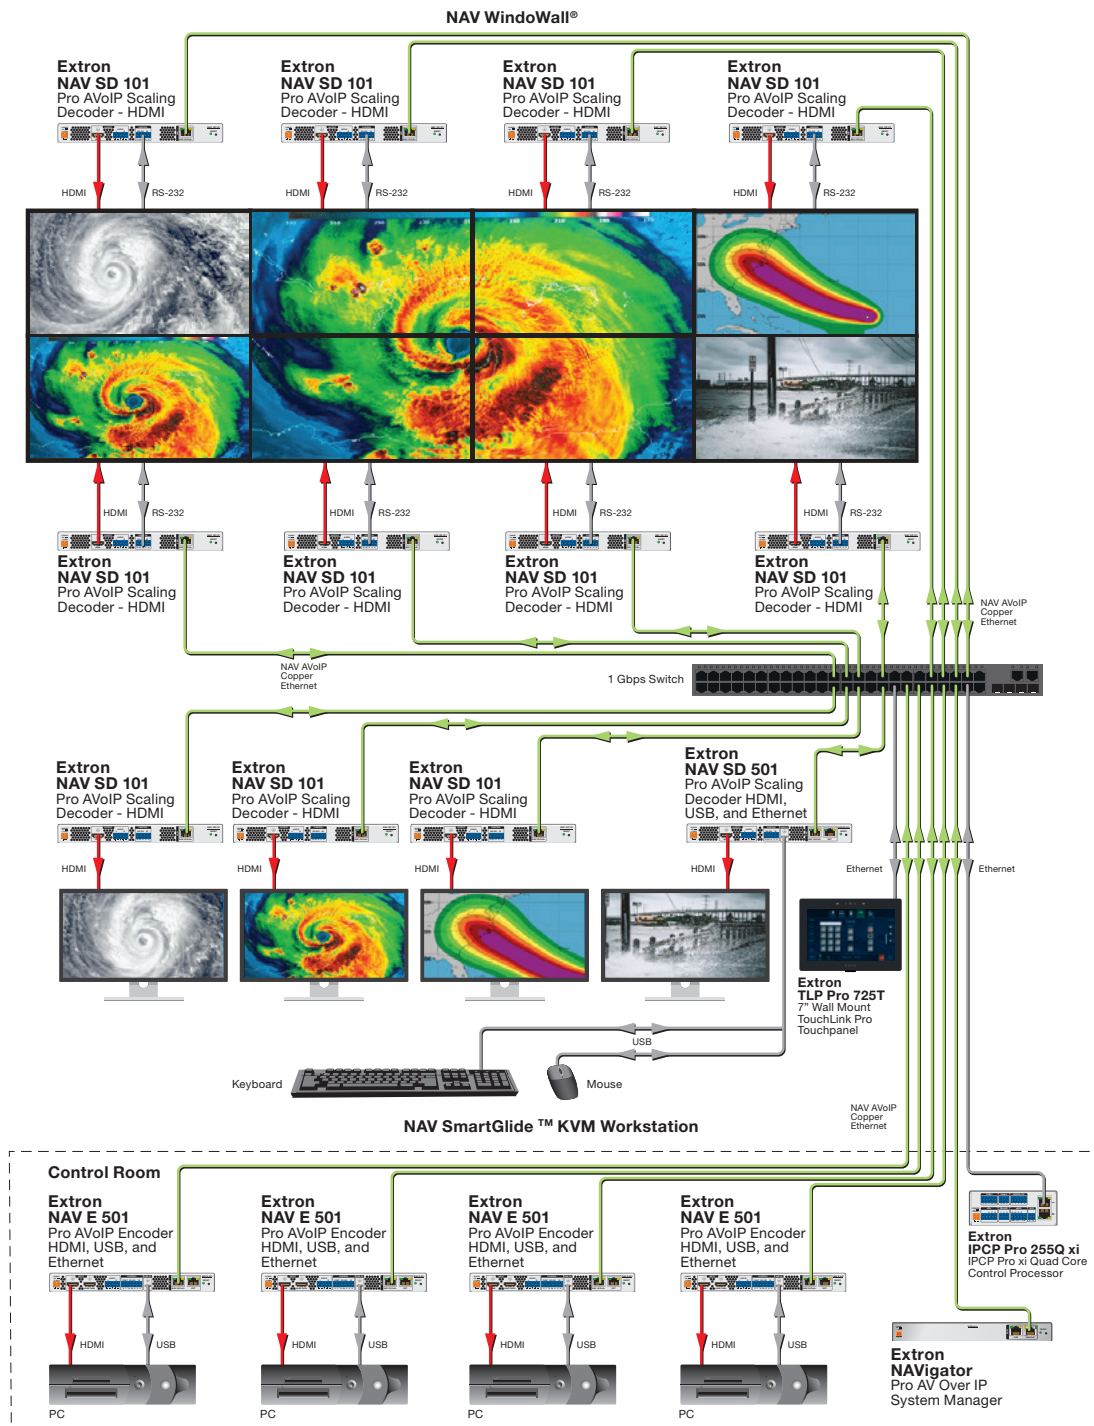 NAV WindoWall®
Extron
NAV SD 101
Pro AVoIP Scaling
Decoder - HDMI
Extron
NAV SD 101
Pro AVoIP Scaling
Decoder - HDMI
Extron
NAV SD 101
Pro AVoIP Scaling
Decoder - HDMI
Extron
NAV SD 101
Pro AVoIP Scaling
Decoder - HDMI
HDMI
RS-232
HDMI
RS-232
HDMI
RS-232
HDMI
RS-232
HDMI
RS-232
HDMI
RS-232
HDMI
RS-232
HDMI
RS-232
Extron
NAV SD 101
Pro AVoIP Scaling
Decoder - HDMI
Extron
NAV SD 101
Pro AVoIP Scaling
Decoder - HDMI
Extron
NAV SD 101
Pro AVoIP Scaling
Decoder - HDMI
Extron
NAV SD 101
Pro AVoIP Scaling
Decoder - HDMI
NAV AVoIP
Copper
Ethernet
NAV AVoIP
Copper
Ethernet
1 Gbps Switch
Extron
NAV SD 101
Pro AVoIP Scaling
Decoder - HDMI
Extron
NAV SD 101
Pro AVoIP Scaling
Decoder - HDMI
Extron
NAV SD 101
Pro AVoIP Scaling
Decoder - HDMI
Extron
NAV SD 501
Pro AVoIP Scaling
Decoder HDMI,
USB, and Ethernet
HDMI
HDMI
HDMI
HDMI
Ethernet
Ethernet
Extron
TLP Pro 725T
7" Wall Mount
TouchLink Pro
Touchpanel
USB
Keyboard
Mouse
NAV SmartGlide ™ KVM Workstation
NAV AVoIP
Copper
Ethernet
Control Room
Extron
NAV E 501
Pro AVoIP Encoder
HDMI, USB, and
Ethernet
Extron
NAV E 501
Pro AVoIP Encoder
HDMI, USB, and
Ethernet
Extron
NAV E 501
Pro AVoIP Encoder
HDMI, USB, and
Ethernet
Extron
NAV E 501
Pro AVoIP Encoder
HDMI, USB, and
Ethernet
Extron
IPCP Pro 255Q xi
IPCP Pro xi Quad Core
Control Processor
HDMI
USB
HDMI
USB
HDMI
USB
HDMI
USB
PC
PC
PC
PC
Extron
NAVigator
Pro AV Over IP
System Manager